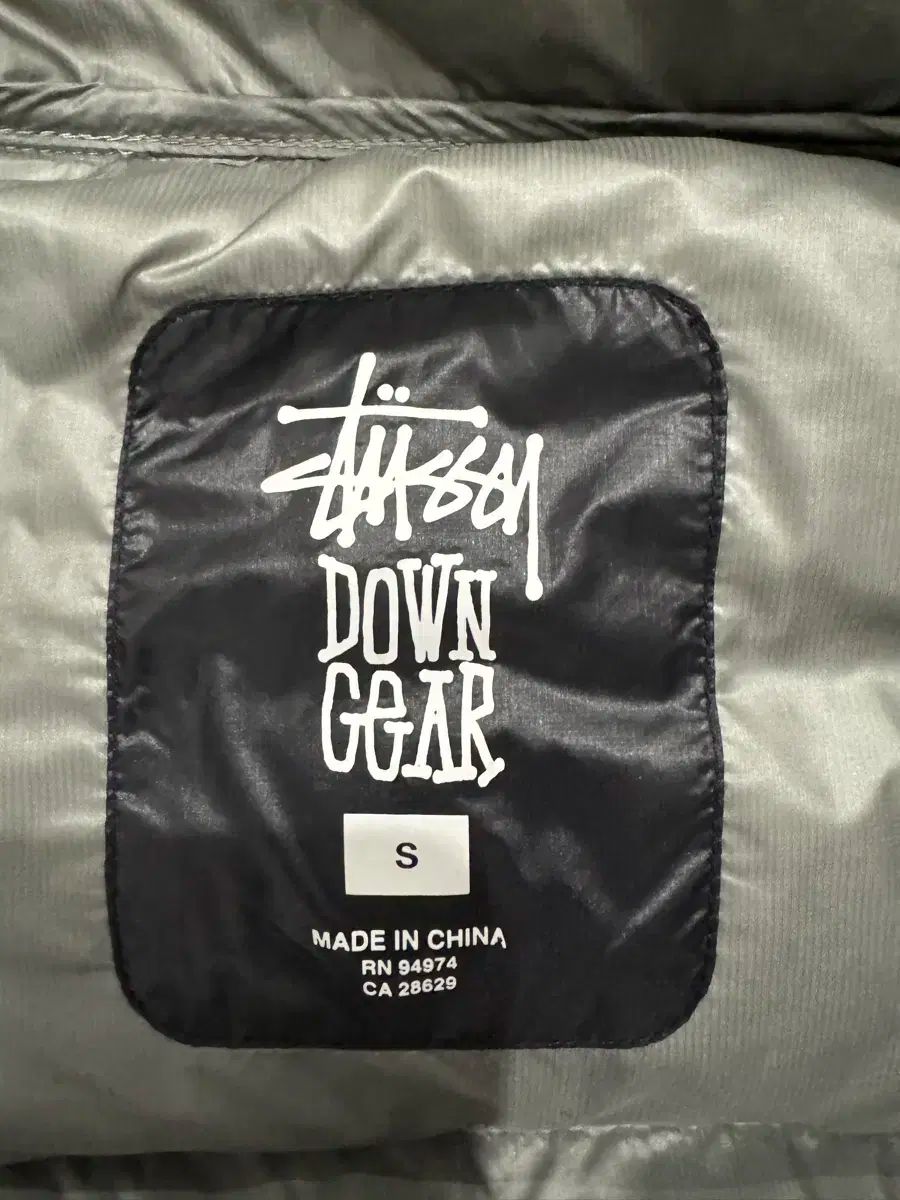 Stüssy
DOWN
GEAR
S
MADE IN CHINA
RN 94974
CA 28629